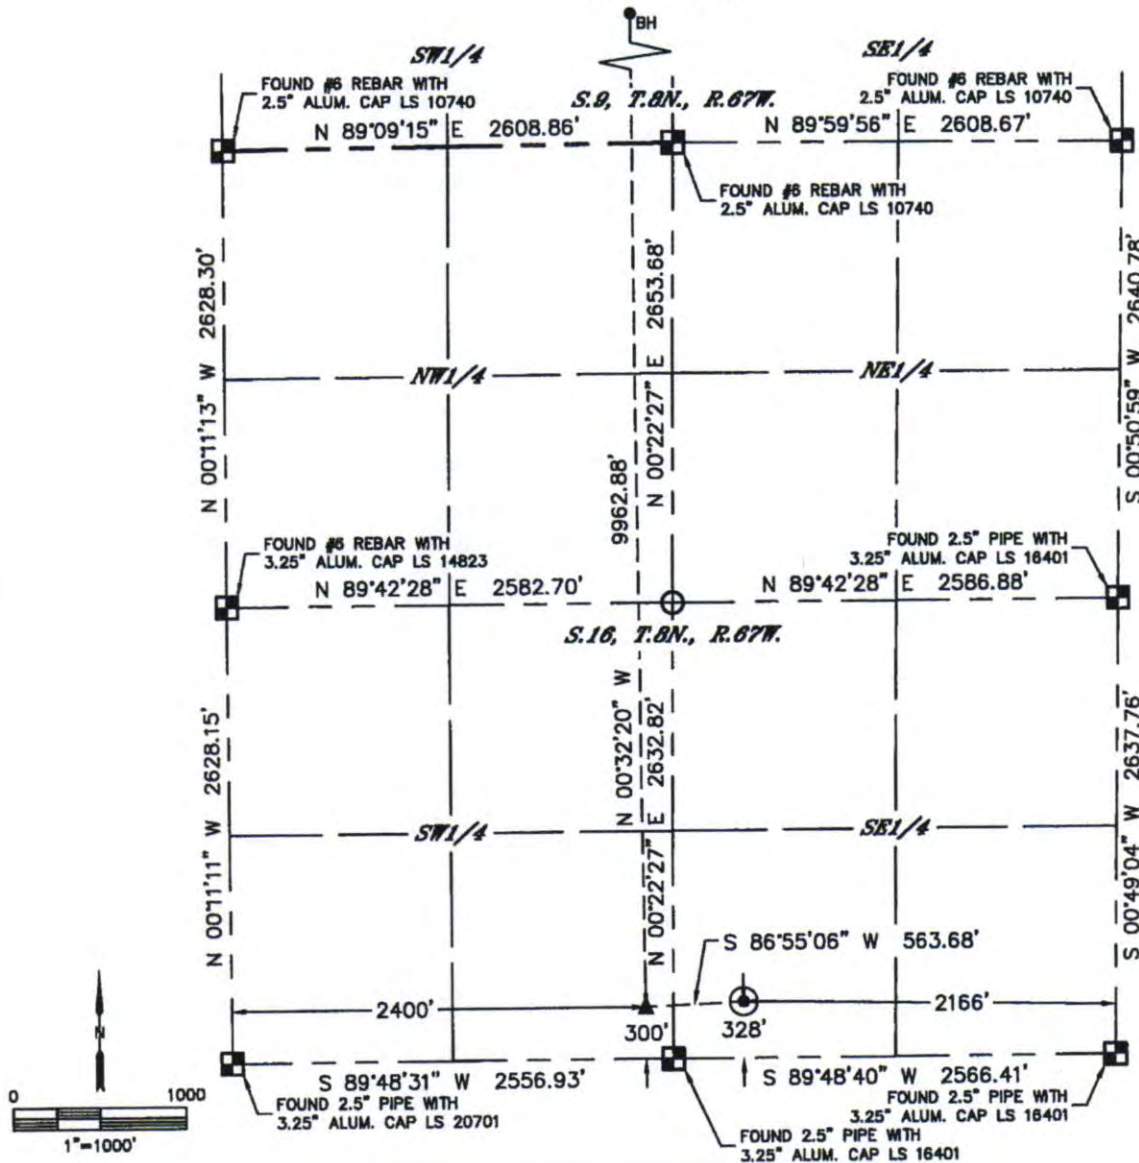 BH
SW1/4
SE1/4
FOUND #6 REBAR WITH
2.5" ALUM. CAP LS 10740
S.9, T.8N., R.67W.
FOUND #6 REBAR WITH
2.5" ALUM. CAP LS 10740
N 89°09'15" E 2608.86'
N 89°59'56" E 2608.67'
FOUND #6 REBAR WITH
2.5" ALUM. CAP LS 10740
N 00°11'13" W 2628.30'
N 00°22'27" E 2653.68'
S 00°50'59" W 2640.78'
NW1/4
NE1/4
9962.88'
FOUND #6 REBAR WITH
3.25" ALUM. CAP LS 14823
FOUND 2.5" PIPE WITH
3.25" ALUM. CAP LS 16401
N 89°42'28" E 2582.70'
N 89°42'28" E 2586.88'
S.16, T.8N., R.67W.
N 00°11'11" W 2628.15'
N 00°32'20" W
N 00°22'27" E 2632.82'
S 00°49'04" W 2637.76'
SW1/4
SE1/4
S 86°55'06" W 563.68'
2400'
2166'
300'
328'
N
S 89°48'31" W 2556.93'
S 89°48'40" W 2566.41'
0 1000
1"=1000'
FOUND 2.5" PIPE WITH
3.25" ALUM. CAP LS 20701
FOUND 2.5" PIPE WITH
3.25" ALUM. CAP LS 16401
FOUND 2.5" PIPE WITH
3.25" ALUM. CAP LS 16401